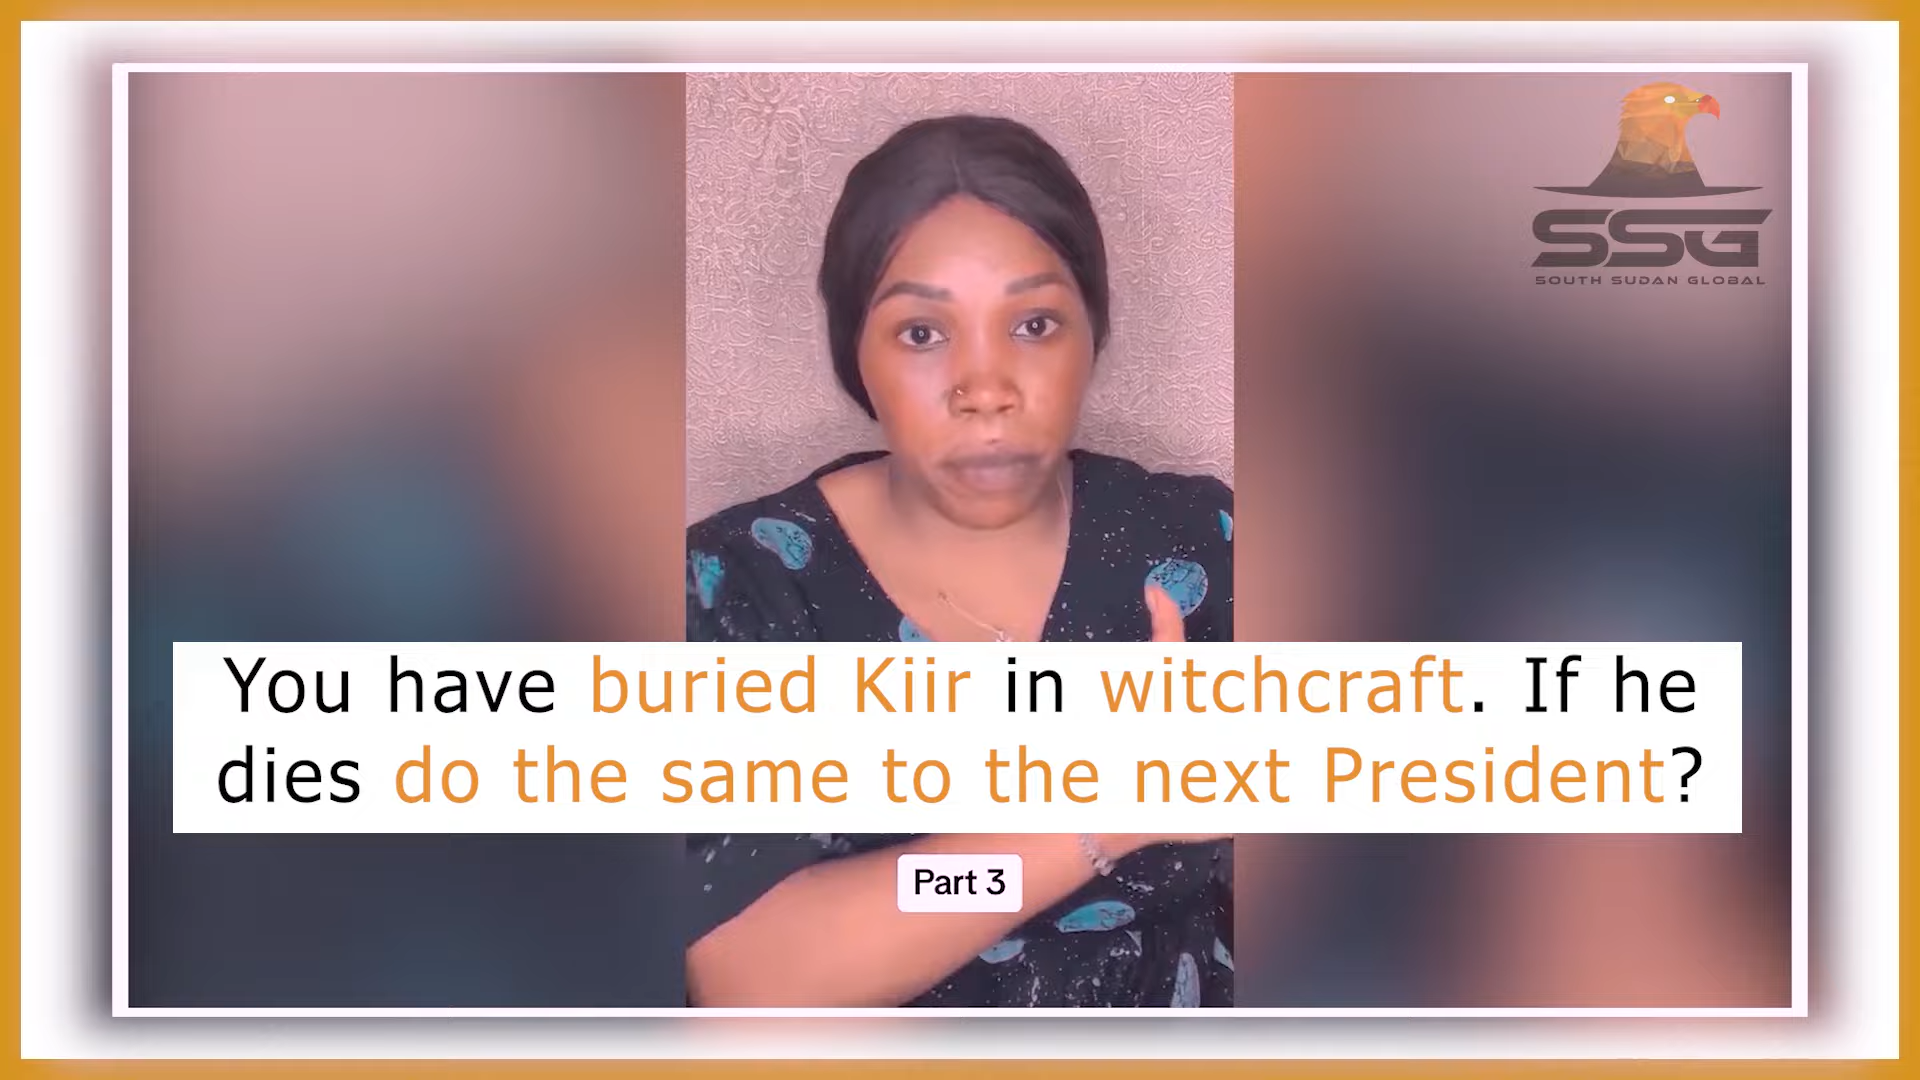 SSG
SOUTH SUDAN GLOBAL
You have buried Kiir in witchcraft. If he
dies do the same to the next President?
Part 3